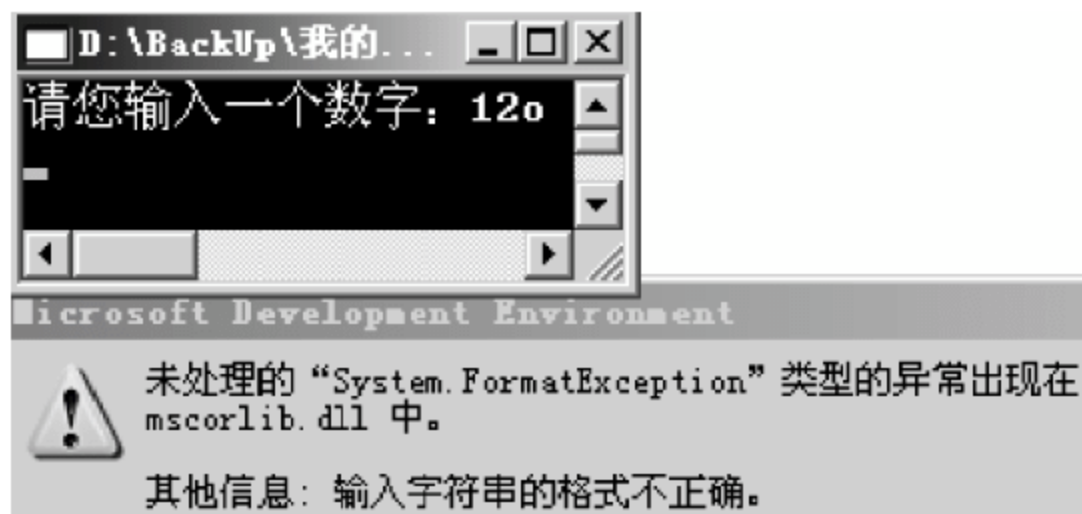 D:\BackUp\我的...
请您输入一个数字：12o
Microsoft Development Environment
未处理的“System.FormatException”类型的异常出现在
mscorlib.dll 中。
其他信息：输入字符串的格式不正确。